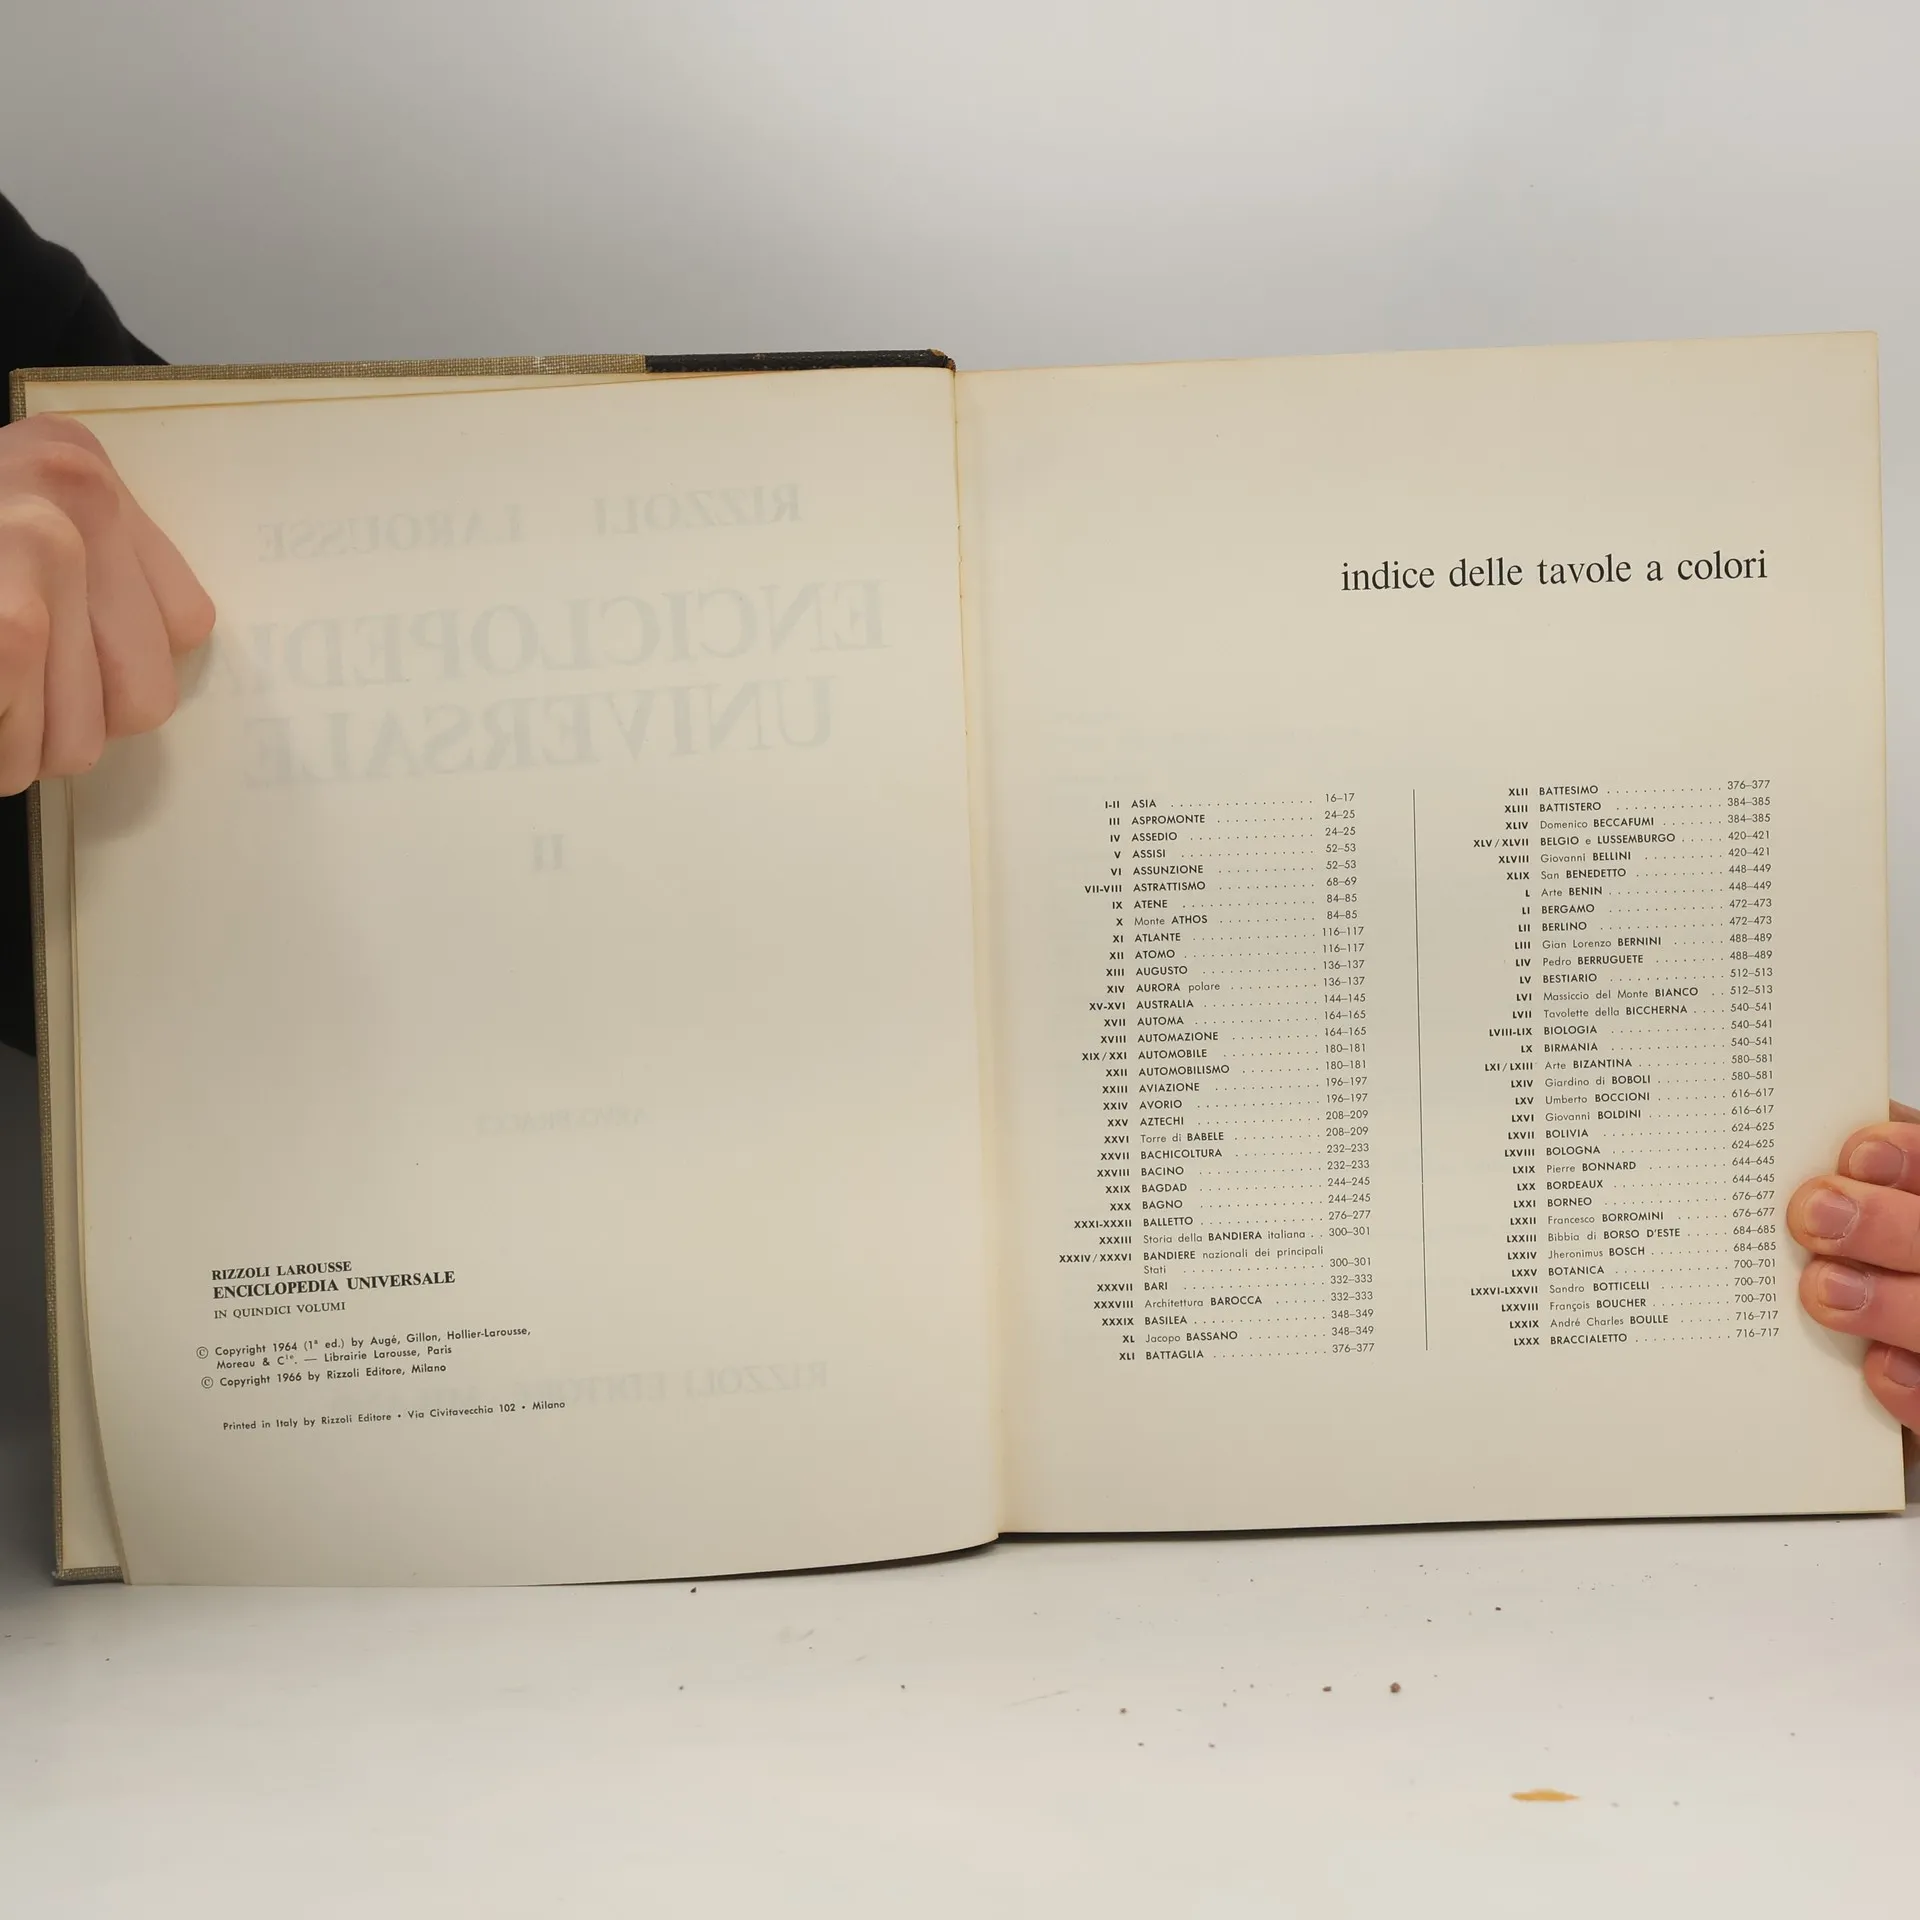 RIZZOLI LAROUSSE
ENCICLOPEDIA
UNIVERSALE
II
RIZZOLI LAROUSSE
ENCICLOPEDIA UNIVERSALE
IN QUINDICI VOLUMI
© Copyright 1964 (1ª ed.) by Augé, Gillon, Hollier-Larousse,
Moreau & Cⁱᵉ. — Librairie Larousse, Paris
© Copyright 1966 by Rizzoli Editore, Milano
Printed in Italy by Rizzoli Editore • Via Civitavecchia 102 • Milano
indice delle tavole a colori
I-II ASIA . . . . . . . . . . . . . . . . 16–17
III ASPROMONTE . . . . . . . . . . . 24–25
IV ASSEDIO . . . . . . . . . . . . . . 24–25
V ASSISI . . . . . . . . . . . . . . . 52–53
VI ASSUNZIONE . . . . . . . . . . . 52–53
VII-VIII ASTRATTISMO . . . . . . . . . . . 68–69
IX ATENE . . . . . . . . . . . . . . . 84–85
X Monte ATHOS . . . . . . . . . . . 84–85
XI ATLANTE . . . . . . . . . . . . . . 116–117
XII ATOMO . . . . . . . . . . . . . . . 116–117
XIII AUGUSTO . . . . . . . . . . . . . 136–137
XIV AURORA polare . . . . . . . . . . 136–137
XV-XVI AUSTRALIA . . . . . . . . . . . . . 144–145
XVII AUTOMA . . . . . . . . . . . . . . 164–165
XVIII AUTOMAZIONE . . . . . . . . . . 164–165
XIX/XXI AUTOMOBILE . . . . . . . . . . . 180–181
XXII AUTOMOBILISMO . . . . . . . . . 180–181
XXIII AVIAZIONE . . . . . . . . . . . . 196–197
XXIV AVORIO . . . . . . . . . . . . . . 196–197
XXV AZTECHI . . . . . . . . . . . . . . 208–209
XXVI Torre di BABELE . . . . . . . . . . 208–209
XXVII BACHICOLTURA . . . . . . . . . . 232–233
XXVIII BACINO . . . . . . . . . . . . . . 232–233
XXIX BAGDAD . . . . . . . . . . . . . . 244–245
XXX BAGNO . . . . . . . . . . . . . . 244–245
XXXI-XXXII BALLETTO . . . . . . . . . . . . . . 276–277
XXXIII Storia della BANDIERA italiana . . 300–301
XXXIV/XXXVI BANDIERE nazionali dei principali
Stati . . . . . . . . . . . . . . . . 300–301
XXXVII BARI . . . . . . . . . . . . . . . . 332–333
XXXVIII Architettura BAROCCA . . . . . . 332–333
XXXIX BASILEA . . . . . . . . . . . . . . . 348–349
XL Jacopo BASSANO . . . . . . . . . 348–349
XLI BATTAGLIA . . . . . . . . . . . . . 376–377
XLII BATTESIMO . . . . . . . . . . . . . 376–377
XLIII BATTISTERO . . . . . . . . . . . . 384–385
XLIV Domenico BECCAFUMI . . . . . . . 384–385
XLV/XLVII BELGIO e LUSSEMBURGO . . . . . 420–421
XLVIII Giovanni BELLINI . . . . . . . . . 420–421
XLIX San BENEDETTO . . . . . . . . . . 448–449
L Arte BENIN . . . . . . . . . . . . . 448–449
LI BERGAMO . . . . . . . . . . . . . 472–473
LII BERLINO . . . . . . . . . . . . . . 472–473
LIII Gian Lorenzo BERNINI . . . . . . 488–489
LIV Pedro BERRUGUETE . . . . . . . . 488–489
LV BESTIARIO . . . . . . . . . . . . . 512–513
LVI Massiccio del Monte BIANCO . . 512–513
LVII Tavolette della BICCHERNA . . . . 540–541
LVIII-LIX BIOLOGIA . . . . . . . . . . . . . 540–541
LX BIRMANIA . . . . . . . . . . . . . 540–541
LXI/LXIII Arte BIZANTINA . . . . . . . . . . 580–581
LXIV Giardino di BOBOLI . . . . . . . . 580–581
LXV Umberto BOCCIONI . . . . . . . . 616–617
LXVI Giovanni BOLDINI . . . . . . . . . 616–617
LXVII BOLIVIA . . . . . . . . . . . . . . 624–625
LXVIII BOLOGNA . . . . . . . . . . . . . 624–625
LXIX Pierre BONNARD . . . . . . . . . 644–645
LXX BORDEAUX . . . . . . . . . . . . . 644–645
LXXI BORNEO . . . . . . . . . . . . . . 676–677
LXXII Francesco BORROMINI . . . . . . 676–677
LXXIII Bibbia di BORSO D'ESTE . . . . . 684–685
LXXIV Jheronimus BOSCH . . . . . . . . . 684–685
LXXV BOTANICA . . . . . . . . . . . . . 700–701
LXXVI-LXXVII Sandro BOTTICELLI . . . . . . . . 700–701
LXXVIII François BOUCHER . . . . . . . . . 700–701
LXXIX André Charles BOULLE . . . . . . 716–717
LXXX BRACCIALETTO . . . . . . . . . . . 716–717